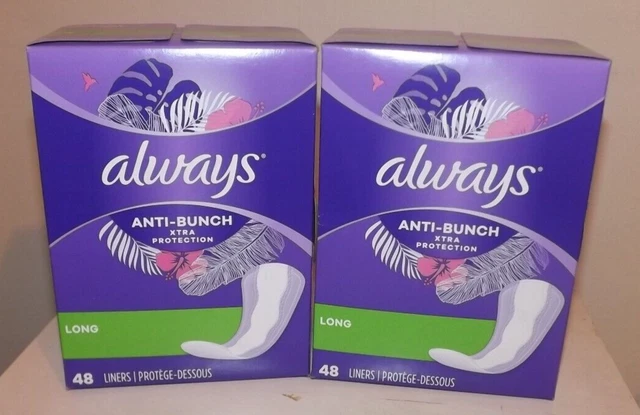 always®
ANTI-BUNCH
XTRA
PROTECTION
LONG
48 LINERS | PROTÈGE-DESSOUS
always®
ANTI-BUNCH
XTRA
PROTECTION
LONG
48 LINERS | PROTÈGE-DESSOUS